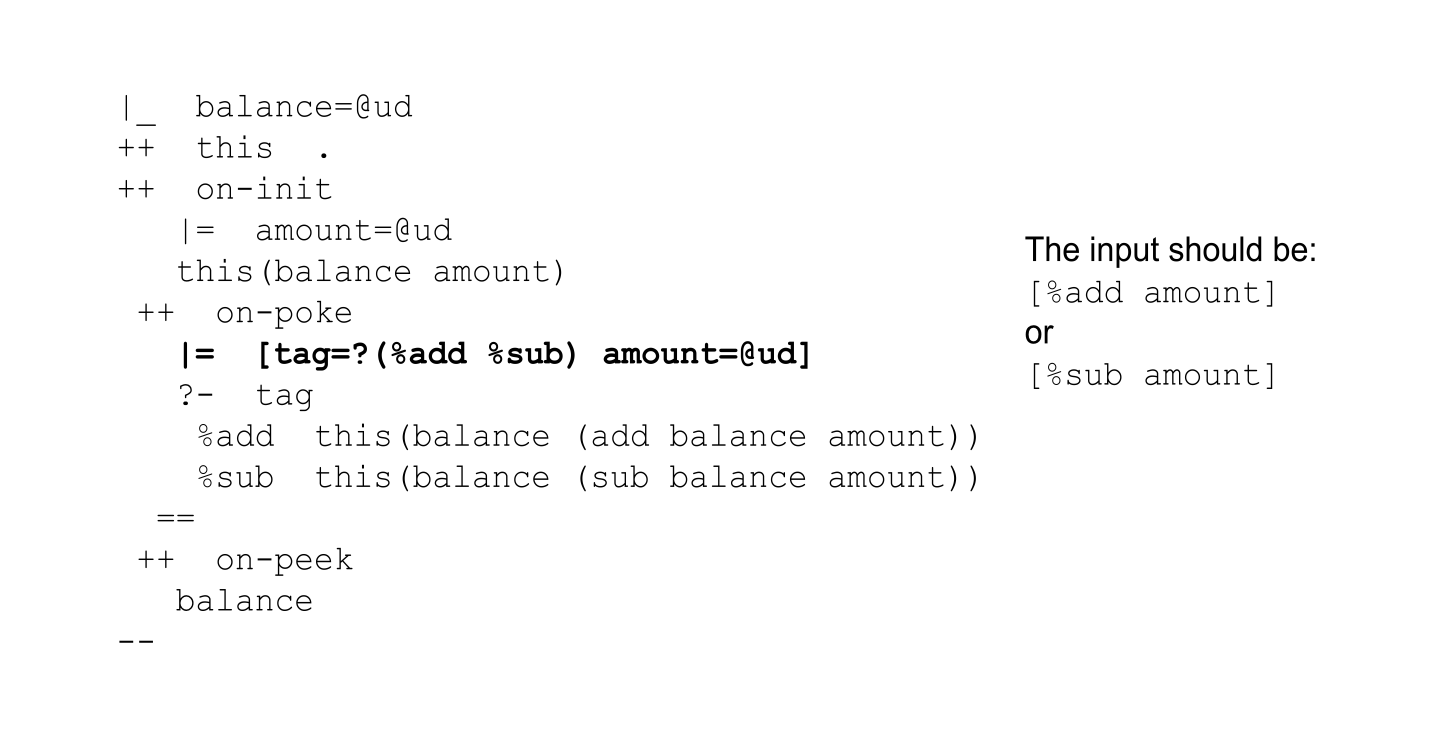 |_  balance=@ud
++  this  .
++  on-init
   |=  amount=@ud
   this(balance amount)
 ++  on-poke
   |=  [tag=?(%add %sub) amount=@ud]
   ?-  tag
    %add  this(balance (add balance amount))
    %sub  this(balance (sub balance amount))
  ==
 ++  on-peek
   balance
--
The input should be:
[%add amount]
or
[%sub amount]